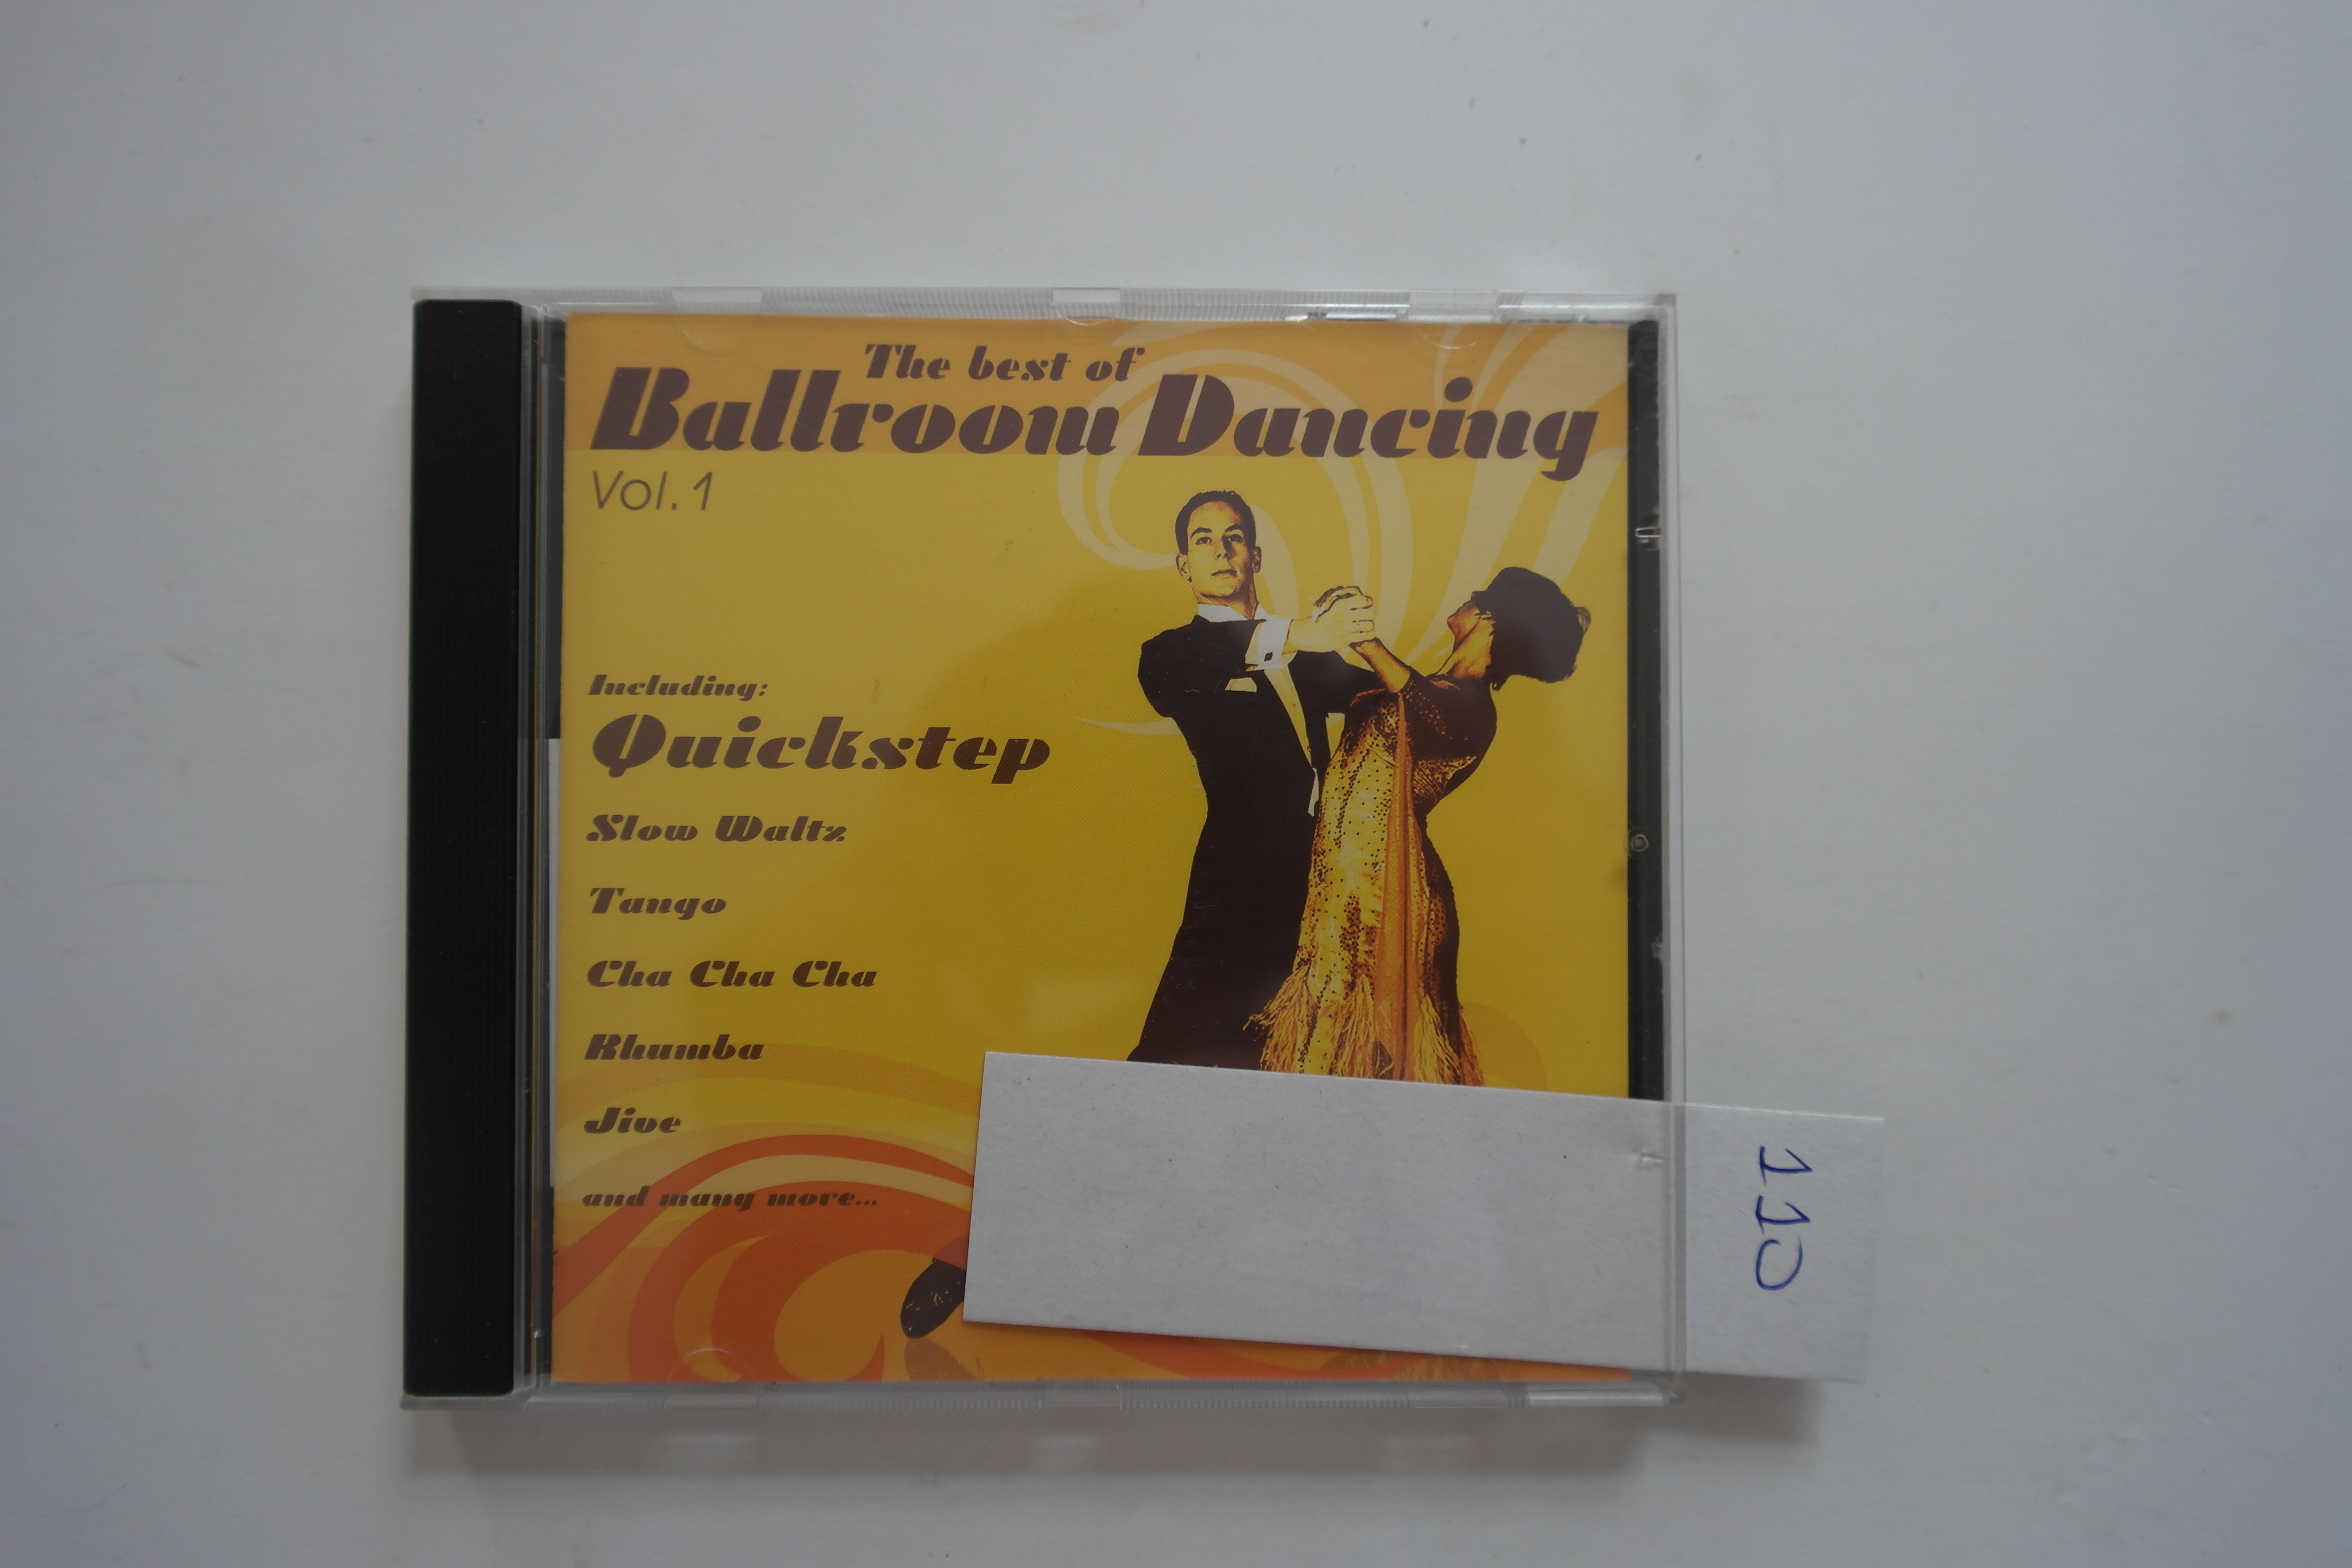 The best of
Ballroom Dancing
Vol. 1
Including:
Quickstep
Slow Waltz
Tango
Cha Cha Cha
Rhumba
Jive
and many more...
110